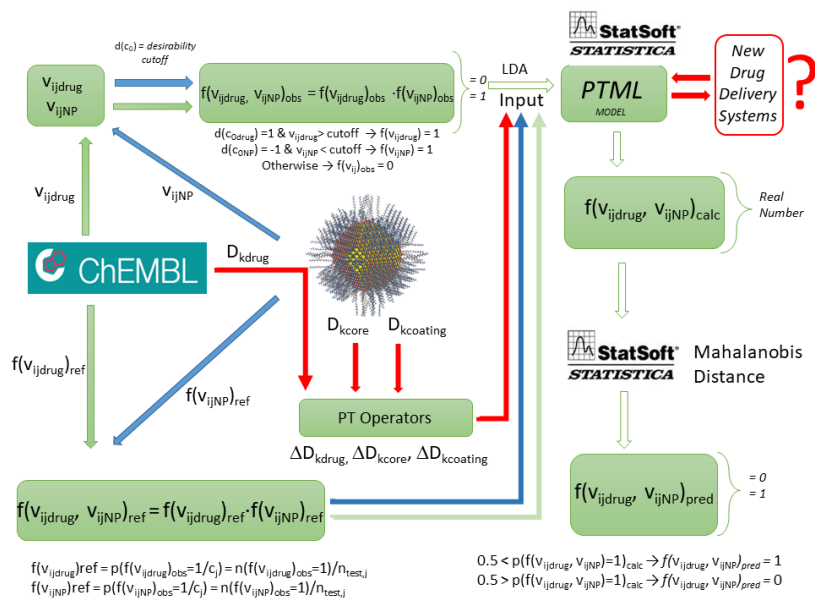 d(c₀) = desirability
cutoff
v_ijdrug
v_ijNP
f(v_ijdrug, v_ijNP)_obs = f(v_ijdrug)_obs ·f(v_ijNP)_obs
= 0
= 1
d(c_0drug) =1 & v_ijdrug> cutoff → f(v_ijdrug) = 1
d(c_0NP) = -1 & v_ijNP < cutoff → f(v_ijNP) = 1
Otherwise → f(v_ij)_obs = 0
LDA
Input
StatSoft®
STATISTICA
PTML
MODEL
New
Drug
Delivery
Systems
?
v_ijdrug
v_ijNP
f(v_ijdrug, v_ijNP)_calc
Real
Number
ChEMBL
D_kdrug
D_kcore
D_kcoating
f(v_ijdrug)_ref
f(v_ijNP)_ref
StatSoft®
STATISTICA
Mahalanobis
Distance
PT Operators
ΔD_kdrug, ΔD_kcore, ΔD_kcoating
f(v_ijdrug, v_ijNP)_ref = f(v_ijdrug)_ref·f(v_ijNP)_ref
f(v_ijdrug, v_ijNP)_pred
= 0
= 1
f(v_ijdrug)ref = p(f(v_ijdrug)_obs=1/c_j) = n(f(v_ijdrug)_obs=1)/n_test,j
f(v_ijNP)ref = p(f(v_ijNP)_obs=1/c_j) = n(f(v_ijNP)_obs=1)/n_test,j
0.5 < p(f(v_ijdrug, v_ijNP)=1)_calc → f(v_ijdrug, v_ijNP)_pred = 1
0.5 > p(f(v_ijdrug, v_ijNP)=1)_calc → f(v_ijdrug, v_ijNP)_pred = 0